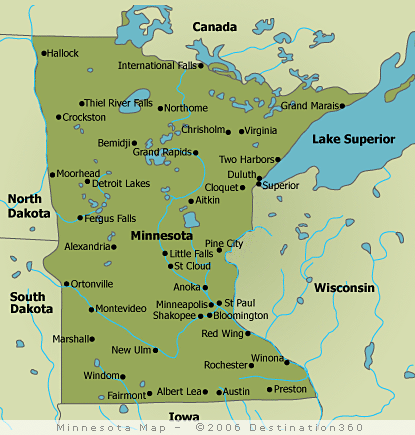 Canada
Hallock
International Falls
Thiel River Falls
Northome
Grand Marais
Crockston
Chrisholm
Virginia
Lake Superior
Bemidji
Grand Rapids
Two Harbors
Moorhead
Detroit Lakes
Duluth
Cloquet
Superior
North
Dakota
Aitkin
Fergus Falls
Minnesota
Alexandria
Pine City
Little Falls
St Cloud
Ortonville
Anoka
Wisconsin
South
Dakota
Montevideo
Minneapolis
St Paul
Shakopee
Bloomington
Marshall
Red Wing
New Ulm
Winona
Rochester
Windom
Fairmont
Albert Lea
Austin
Preston
Iowa
Minnesota Map - ©2006 Destination360